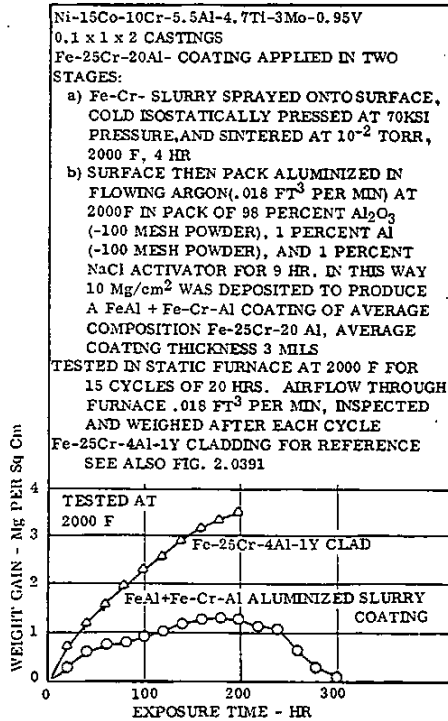 Ni-15Co-10Cr-5.5Al-4.7Ti-3Mo-0.95V
0.1 x 1 x 2 CASTINGS
Fe-25Cr-20Al- COATING APPLIED IN TWO
STAGES:
a) Fe-Cr- SLURRY SPRAYED ONTO SURFACE,
COLD ISOSTATICALLY PRESSED AT 70KSI
PRESSURE, AND SINTERED AT 10⁻² TORR,
2000 F, 4 HR
b) SURFACE THEN PACK ALUMINIZED IN
FLOWING ARGON(.018 FT³ PER MIN) AT
2000F IN PACK OF 98 PERCENT Al₂O₃
(-100 MESH POWDER), 1 PERCENT Al
(-100 MESH POWDER), AND 1 PERCENT
NaCl ACTIVATOR FOR 9 HR. IN THIS WAY
10 Mg/cm² WAS DEPOSITED TO PRODUCE
A FeAl + Fe-Cr-Al COATING OF AVERAGE
COMPOSITION Fe-25Cr-20 Al, AVERAGE
COATING THICKNESS 3 MILS
TESTED IN STATIC FURNACE AT 2000 F FOR
15 CYCLES OF 20 HRS. AIRFLOW THROUGH
FURNACE .018 FT³ PER MIN, INSPECTED
AND WEIGHED AFTER EACH CYCLE
Fe-25Cr-4Al-1Y CLADDING FOR REFERENCE
SEE ALSO FIG. 2.0391
4
TESTED AT
2000 F
3
Fe-25Cr-4Al-1Y CLAD
2
FeAl+Fe-Cr-Al ALUMINIZED SLURRY
COATING
1
0
0 100 200 300
WEIGHT GAIN - Mg PER Sq Cm
EXPOSURE TIME - HR